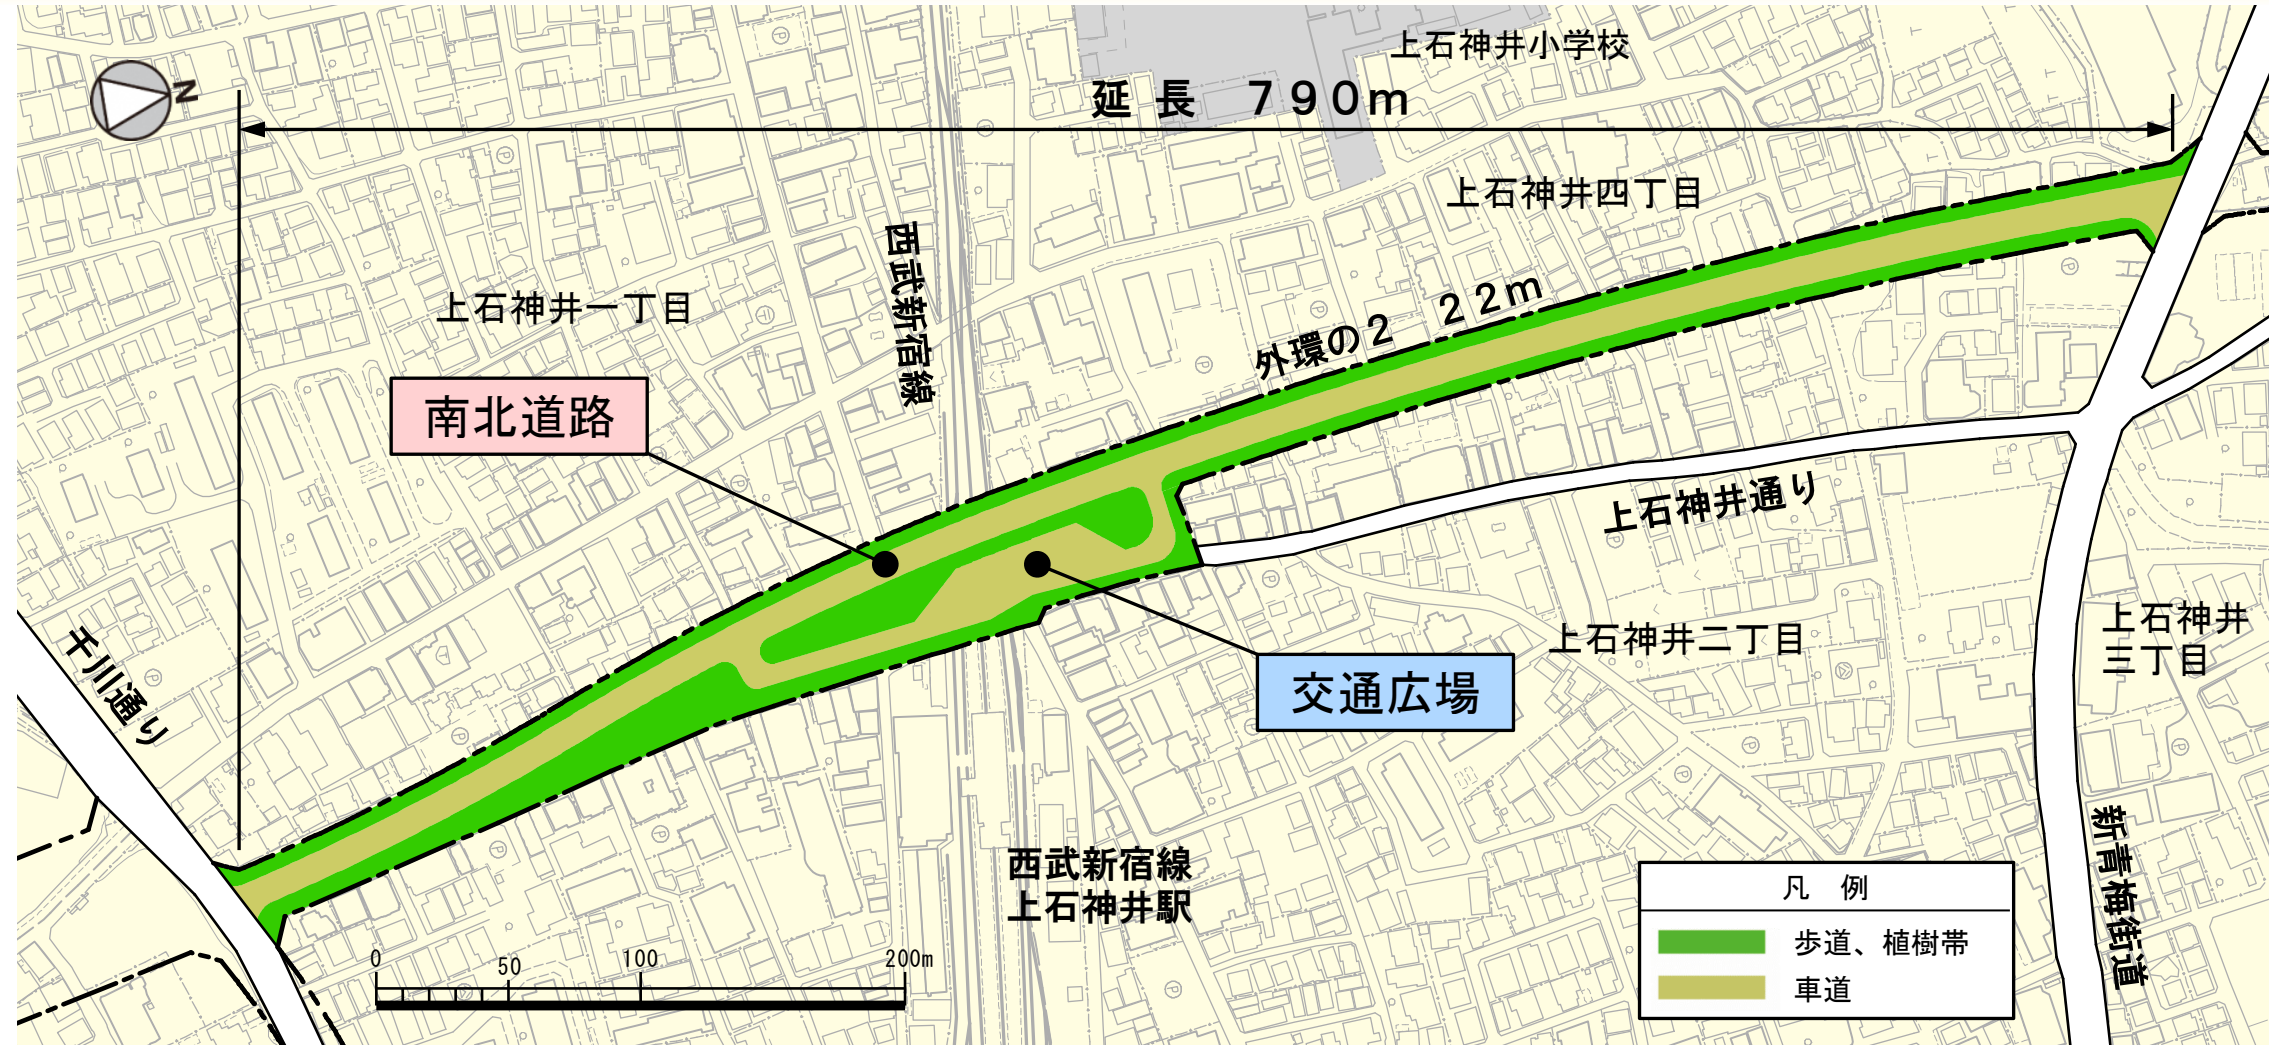 上石神井小学校
N
延長 790m
上石神井四丁目
西武新宿線
上石神井一丁目
外環の2 22m
南北道路
上石神井通り
千川通り
交通広場
上石神井二丁目
上石神井
三丁目
西武新宿線
上石神井駅
新青梅街道
0 50 100 200m
凡 例
歩道、植樹帯
車道